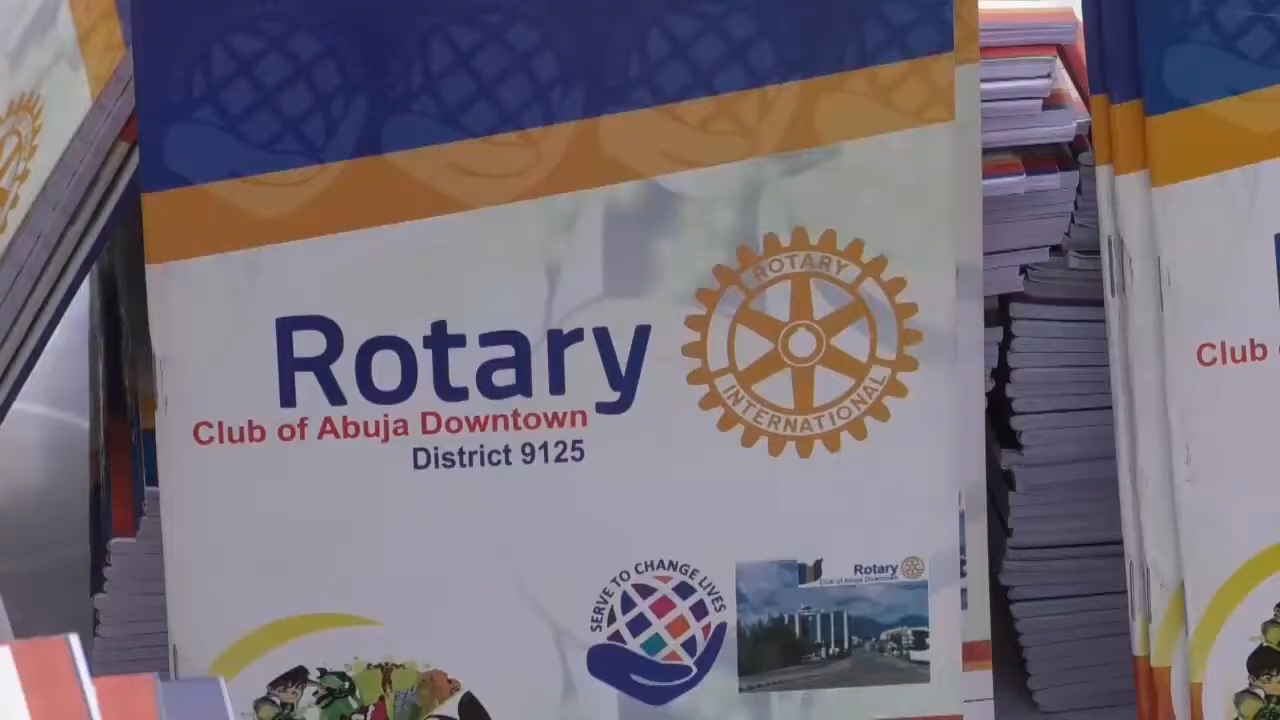 Rotary
Club of Abuja Downtown
District 9125
ROTARY
INTERNATIONAL
SERVE TO CHANGE LIVES
Rotary
Club of Abuja Downtown
Club